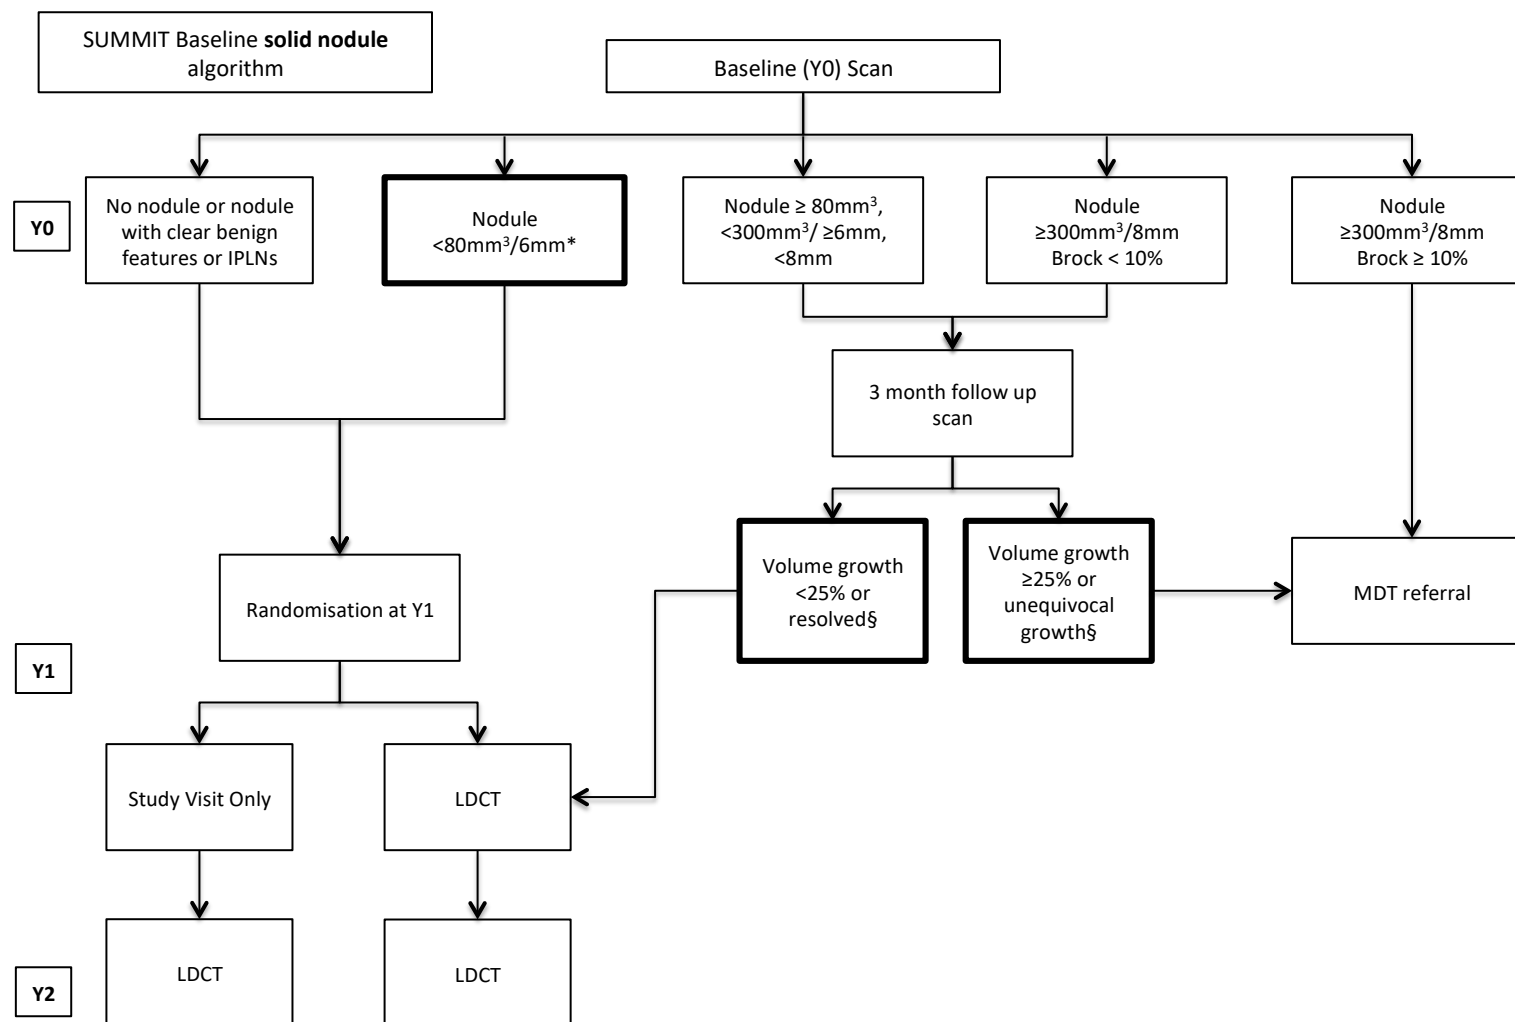 SUMMIT Baseline solid nodule
algorithm
Baseline (Y0) Scan
Y0
No nodule or nodule
with clear benign
features or IPLNs
Nodule
<80mm³/6mm*
Nodule ≥ 80mm³,
<300mm³/ ≥6mm,
<8mm
Nodule
≥300mm³/8mm
Brock < 10%
Nodule
≥300mm³/8mm
Brock ≥ 10%
3 month follow up
scan
Volume growth
<25% or
resolved§
Volume growth
≥25% or
unequivocal
growth§
MDT referral
Randomisation at Y1
Y1
Study Visit Only
LDCT
Y2
LDCT
LDCT